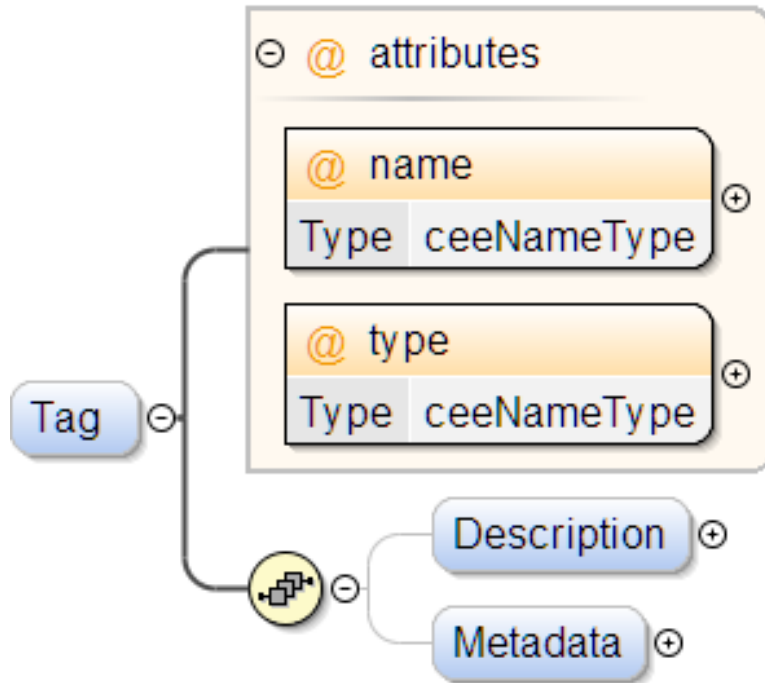 @ attributes
@ name
Type ceeNameType
@ type
Type ceeNameType
Tag
Description
Metadata